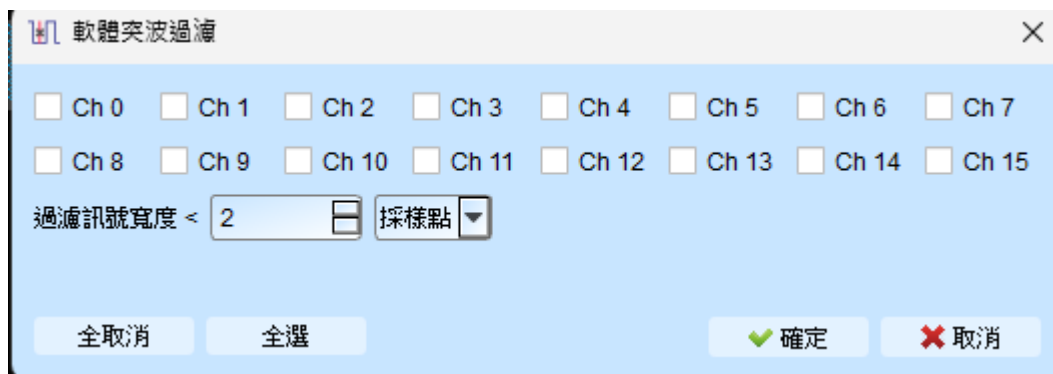 軟體突波過濾
Ch 0 Ch 1 Ch 2 Ch 3 Ch 4 Ch 5 Ch 6 Ch 7
Ch 8 Ch 9 Ch 10 Ch 11 Ch 12 Ch 13 Ch 14 Ch 15
過濾訊號寬度 < 2 採樣點
全取消 全選 確定 取消